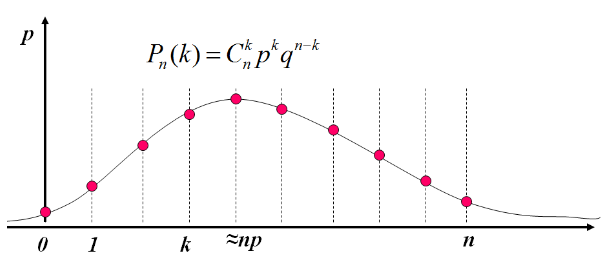 p
Pₙ(k) = Cₙᵏ pᵏ qⁿ⁻ᵏ
0 1 k ≈np n